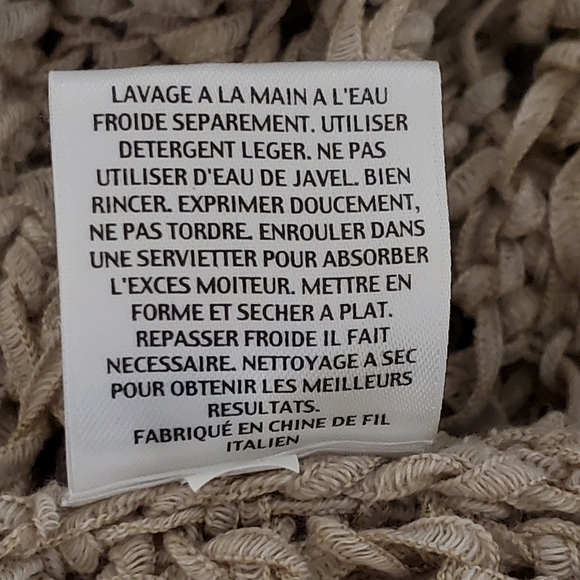 LAVAGE A LA MAIN A L'EAU
FROIDE SEPAREMENT. UTILISER
DETERGENT LEGER. NE PAS
UTILISER D'EAU DE JAVEL. BIEN
RINCER. EXPRIMER DOUCEMENT,
NE PAS TORDRE. ENROULER DANS
UNE SERVIETTER POUR ABSORBER
L'EXCES MOITEUR. METTRE EN
FORME ET SECHER A PLAT.
REPASSER FROIDE IL FAIT
NECESSAIRE. NETTOYAGE A SEC
POUR OBTENIR LES MEILLEURS
RESULTATS.
FABRIQUÉ EN CHINE DE FIL
ITALIEN